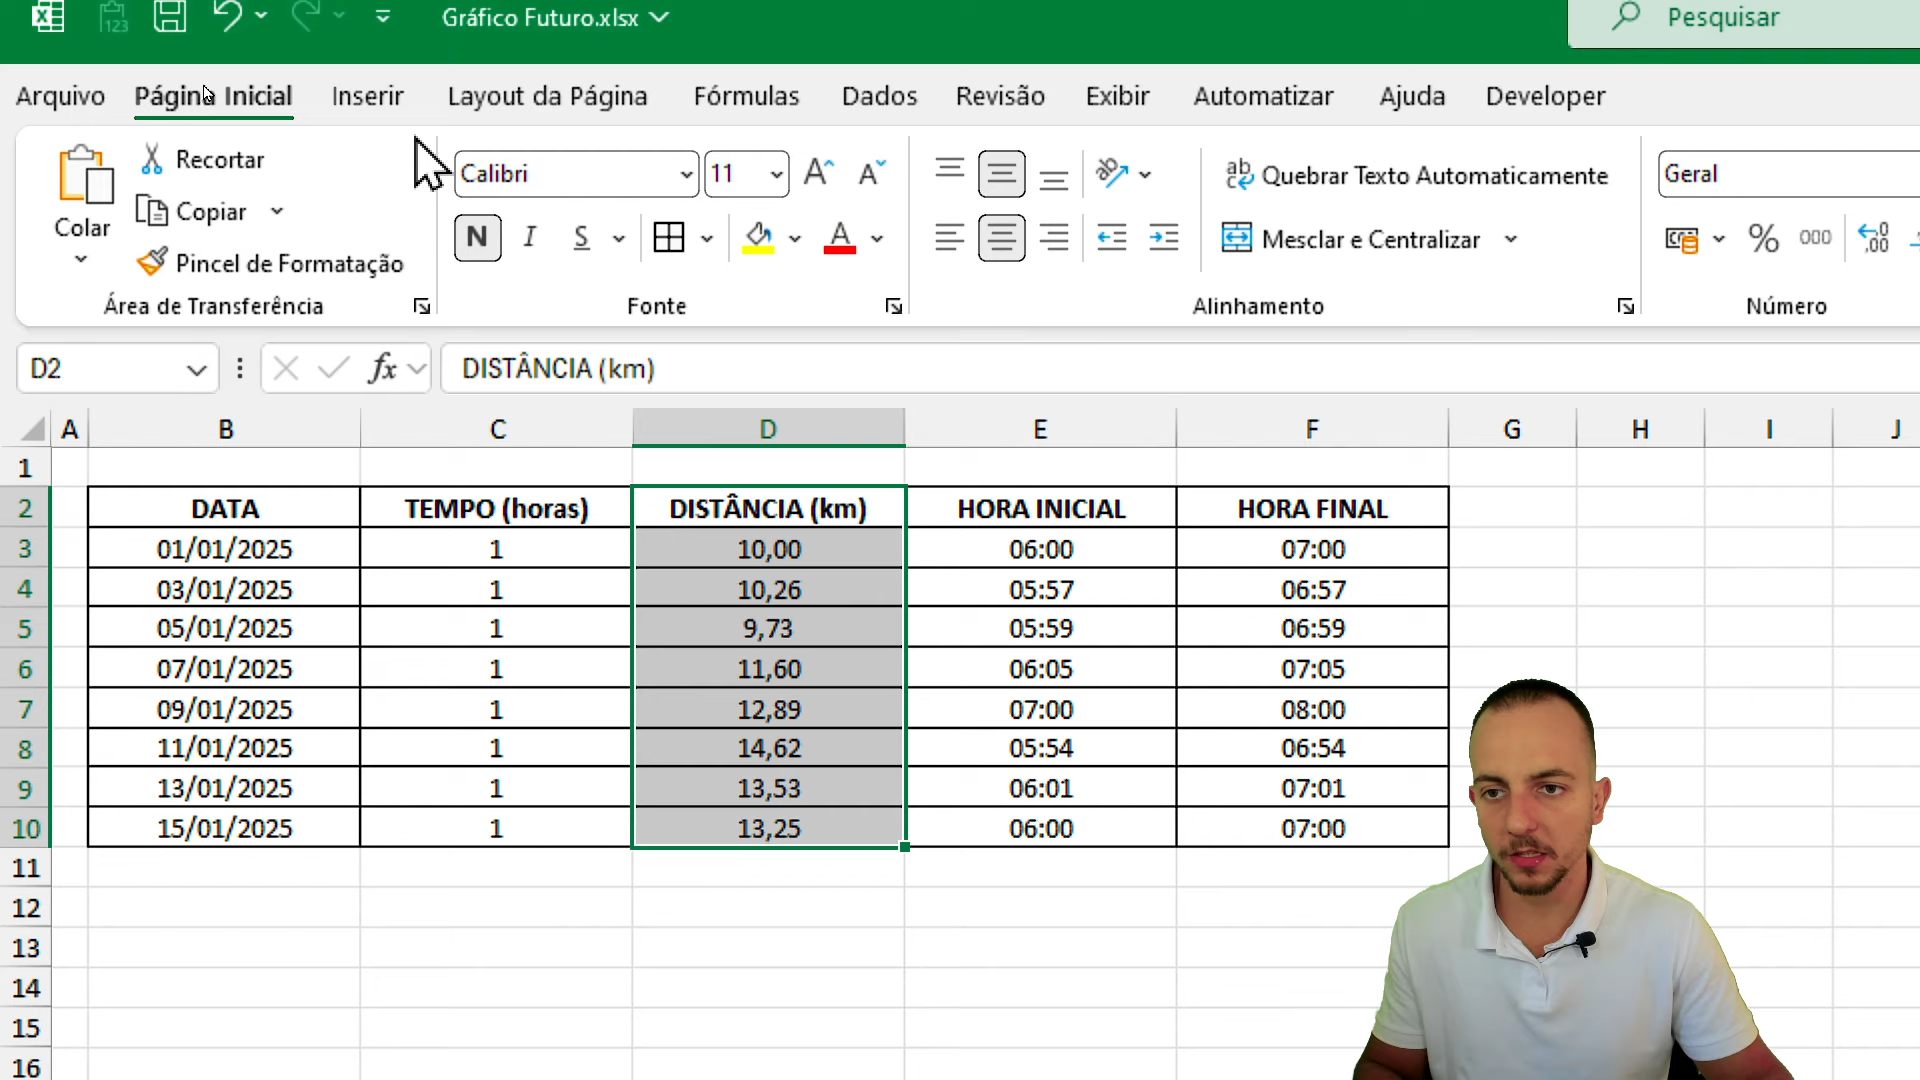 Gráfico Futuro.xlsx
Pesquisar
Arquivo Página Inicial Inserir Layout da Página Fórmulas Dados Revisão Exibir Automatizar Ajuda Developer
Colar
Recortar
Copiar
Pincel de Formatação
Área de Transferência
Calibri 11
N I S
Fonte
Quebrar Texto Automaticamente
Mesclar e Centralizar
Alinhamento
Geral
% 000 ,00
Número
D2 fx DISTÂNCIA (km)
A B C D E F G H I J
1
2 DATA TEMPO (horas) DISTÂNCIA (km) HORA INICIAL HORA FINAL
3 01/01/2025 1 10,00 06:00 07:00
4 03/01/2025 1 10,26 05:57 06:57
5 05/01/2025 1 9,73 05:59 06:59
6 07/01/2025 1 11,60 06:05 07:05
7 09/01/2025 1 12,89 07:00 08:00
8 11/01/2025 1 14,62 05:54 06:54
9 13/01/2025 1 13,53 06:01 07:01
10 15/01/2025 1 13,25 06:00 07:00
11
12
13
14
15
16